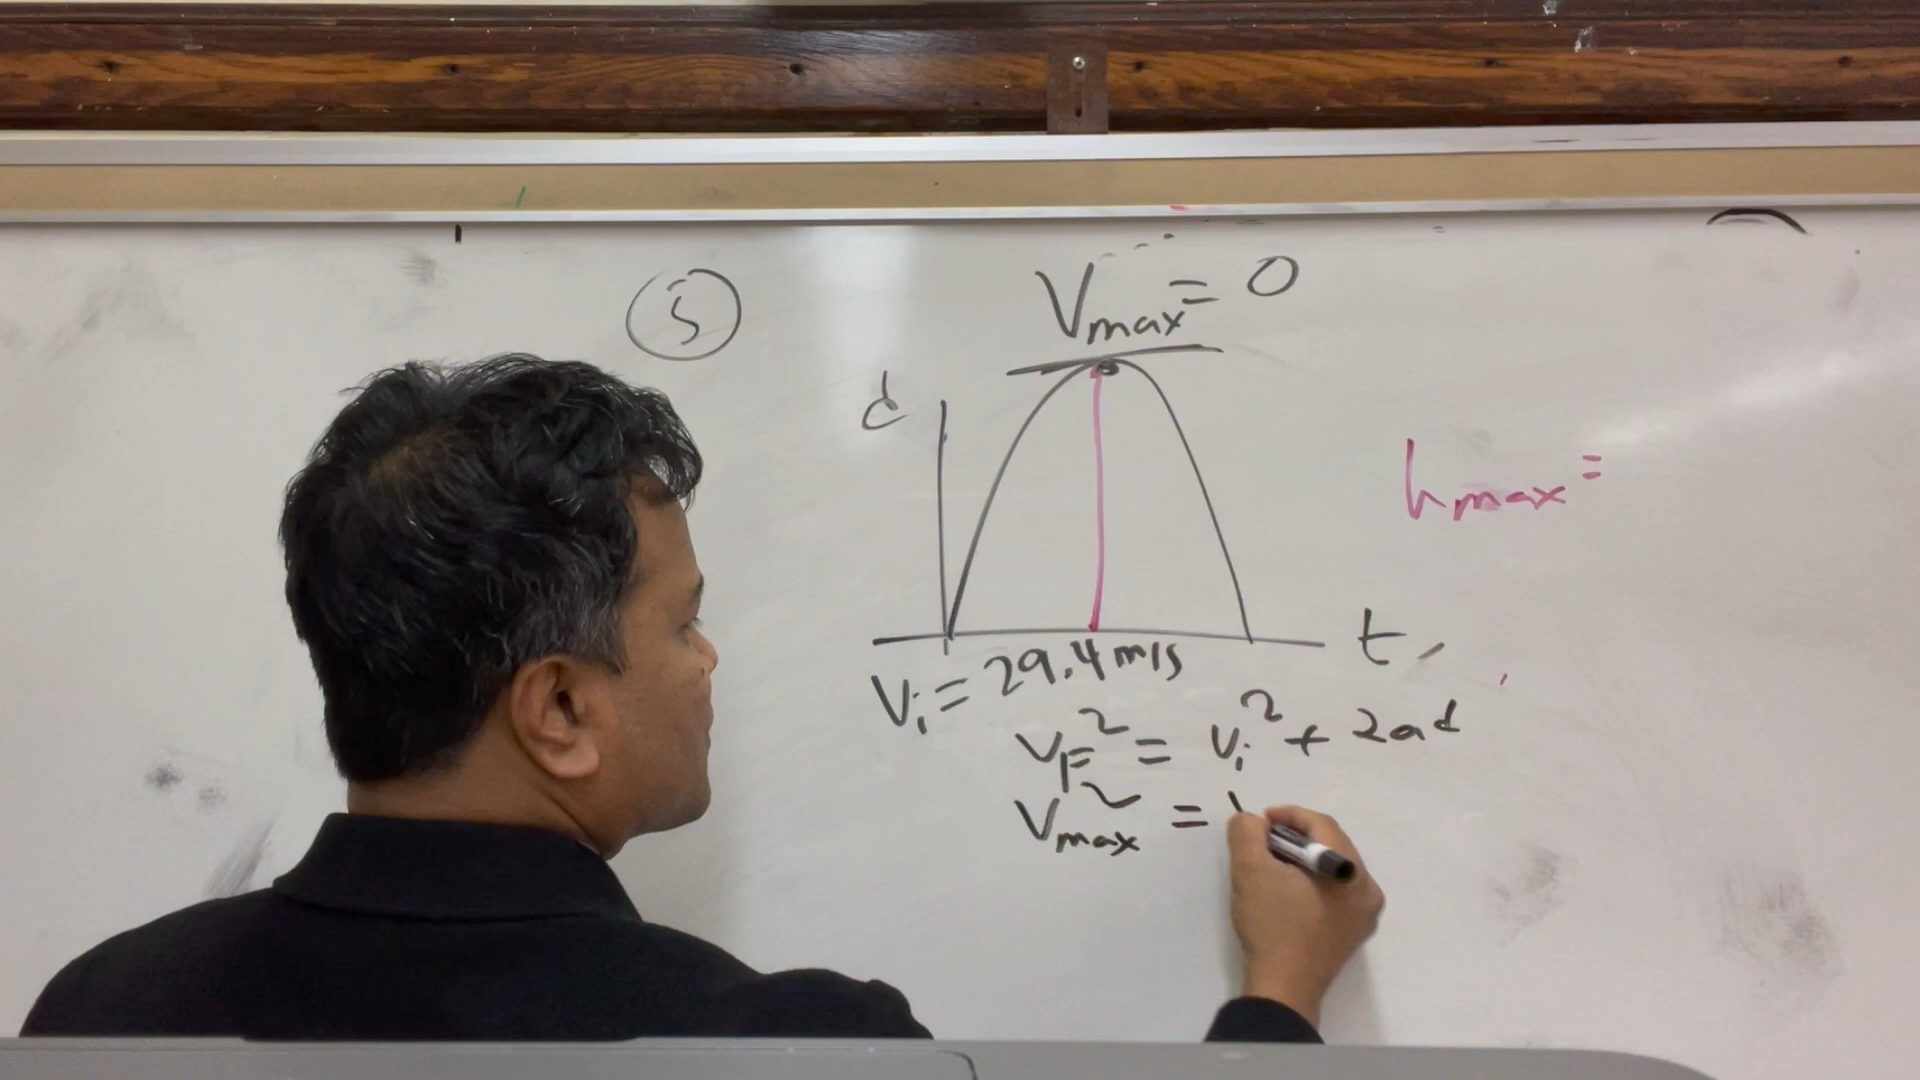 5
Vmax = 0
d
hmax =
t
Vi = 29.4 m/s
VF² = Vi² + 2ad
Vmax² =